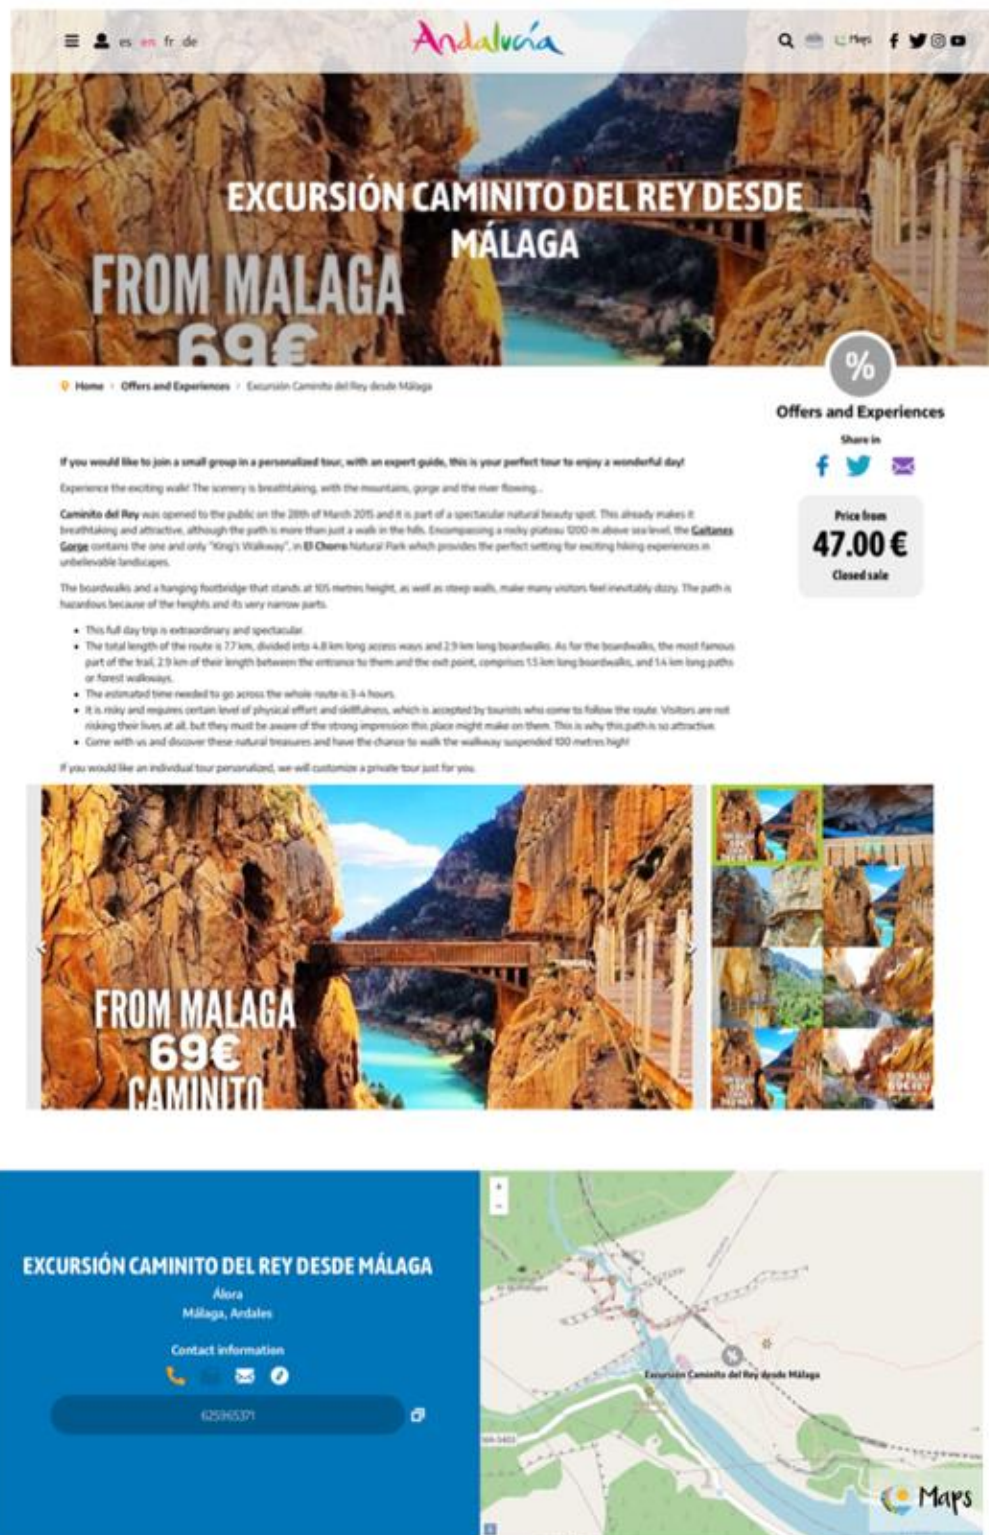 es en fr de
Andalucía
Maps
EXCURSIÓN CAMINITO DEL REY DESDE
MÁLAGA
FROM MALAGA
69€
%
Home > Offers and Experiences > Excursión Caminito del Rey desde Málaga
Offers and Experiences
Share in
Price from
47.00 €
Closed sale
If you would like to join a small group in a personalized tour, with an expert guide, this is your perfect tour to enjoy a wonderful day!
Experience the exciting walk! The scenery is breathtaking, with the mountains, gorge and the river flowing...
Caminito del Rey was opened to the public on the 28th of March 2015 and it is part of a spectacular natural beauty spot. This already makes it
breathtaking and attractive, although the path is more than just a walk in the hills. Encompassing a rocky plateau 1200 m above sea level, the Gaitanes
Gorge contains the one and only "King's Walkway", in El Chorro Natural Park which provides the perfect setting for exciting hiking experiences in
unbelievable landscapes.
The boardwalks and a hanging footbridge that stands at 105 metres height, as well as steep walls, make many visitors feel inevitably dizzy. The path is
hazardous because of the heights and its very narrow parts.
• This full day trip is extraordinary and spectacular.
• The total length of the route is 7.7 km, divided into 4.8 km long access ways and 2.9 km long boardwalks. As for the boardwalks, the most famous
part of the trail, 2.9 km of their length between the entrance to them and the exit point, comprises 1.5 km long boardwalks, and 1.4 km long paths
or forest walkways.
• The estimated time needed to go across the whole route is 3-4 hours.
• It is risky and requires certain level of physical effort and skillfulness, which is accepted by tourists who come to follow the route. Visitors are not
risking their lives at all, but they must be aware of the strong impression this place might make on them. This is why this path is so attractive.
• Come with us and discover these natural treasures and have the chance to walk the walkway suspended 100 metres high!
If you would like an individual tour personalized, we will customize a private tour just for you.
FROM MALAGA
69€
CAMINITO
EXCURSIÓN CAMINITO DEL REY DESDE MÁLAGA
Álora
Málaga, Ardales
Contact information
625965371
+
−
%
Excursión Caminito del Rey desde Málaga
MA-5403
Maps